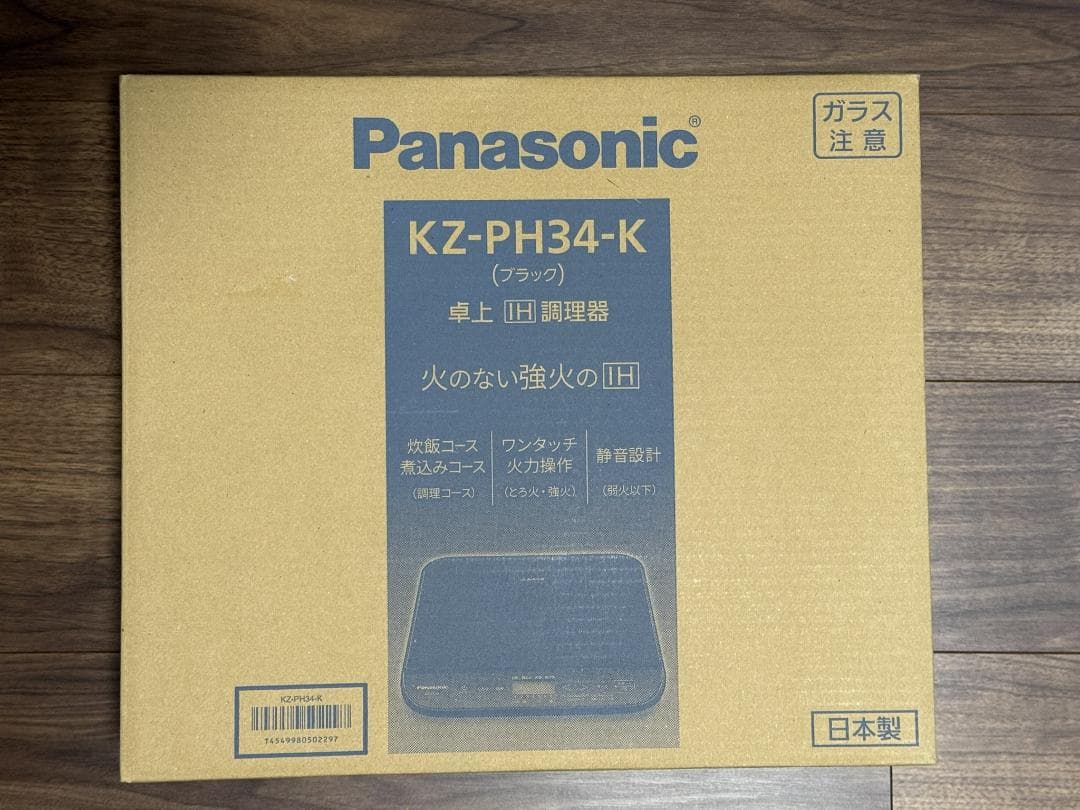 Panasonic®
ガラス
注意
KZ-PH34-K
(ブラック)
卓上 IH 調理器
火のない強火の IH
炊飯コース
煮込みコース
(調理コース)
ワンタッチ
火力操作
(とろ火・強火)
静音設計
(弱火以下)
Panasonic
KZ-PH34-K
T4549980502297
日本製